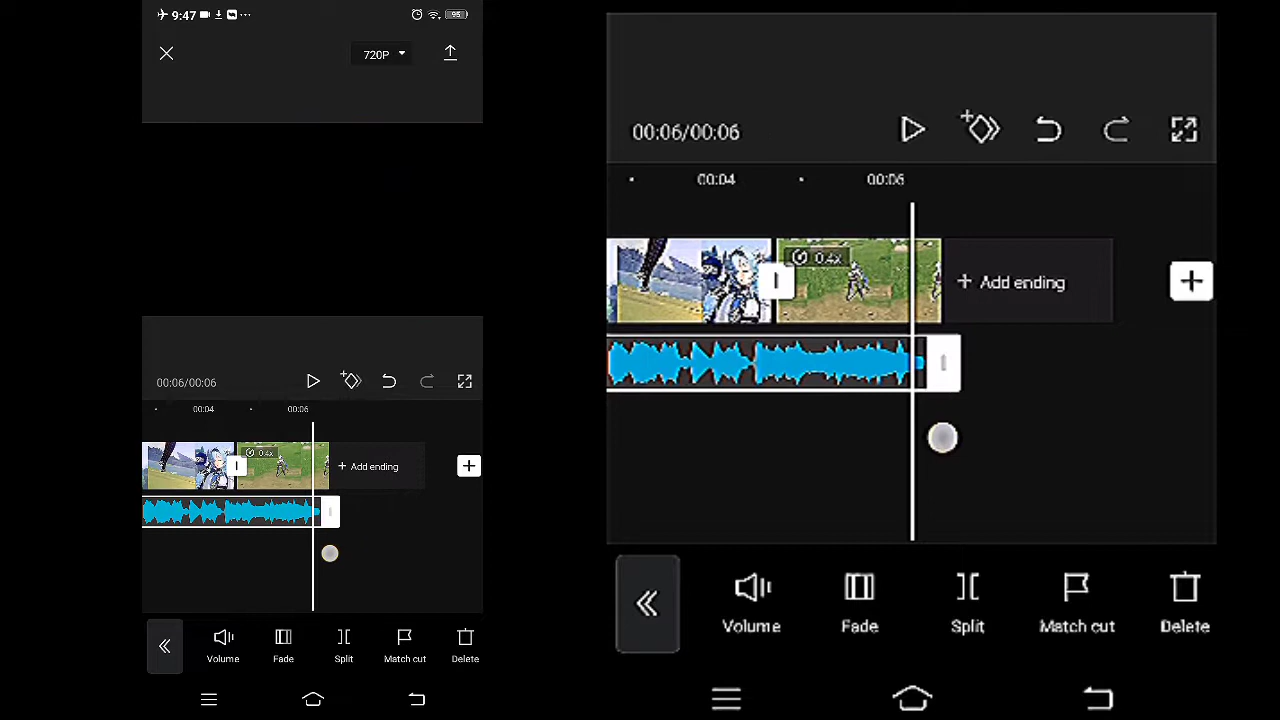 9:47
95
720P
00:06/00:06
00:04
00:06
0.4x
+ Add ending
Volume
Fade
Split
Match cut
Delete
00:06/00:06
00:04
00:06
0.4x
+ Add ending
Volume
Fade
Split
Match cut
Delete